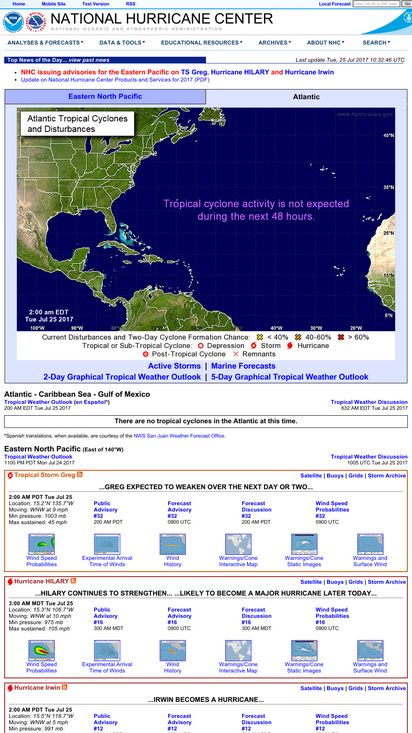 Home Mobile Site Text Version RSS Local Forecast
NATIONAL HURRICANE CENTER
NATIONAL OCEANIC AND ATMOSPHERIC ADMINISTRATION
ANALYSES & FORECASTS DATA & TOOLS EDUCATIONAL RESOURCES ARCHIVES ABOUT NHC SEARCH
Top News of the Day... view past news Last update Tue, 25 Jul 2017 10:32:46 UTC
NHC issuing advisories for the Eastern Pacific on TS Greg, Hurricane HILARY and Hurricane Irwin
Update on National Hurricane Center Products and Services for 2017 (PDF)
Eastern North Pacific Atlantic
Atlantic Tropical Cyclones
and Disturbances
www.hurricanes.gov
45°N
35°N
Tropical cyclone activity is not expected
during the next 48 hours.
25°N
15°N
2:00 am EDT
Tue Jul 25 2017
5°N
100°W 90°W 80°W 70°W 60°W 50°W 40°W 30°W 20°W 10°W
Current Disturbances and Two-Day Cyclone Formation Chance: < 40% 40-60% > 60%
Tropical or Sub-Tropical Cyclone: Depression Storm Hurricane
Post-Tropical Cyclone Remnants
Active Storms | Marine Forecasts
2-Day Graphical Tropical Weather Outlook | 5-Day Graphical Tropical Weather Outlook
Atlantic - Caribbean Sea - Gulf of Mexico
Tropical Weather Outlook (en Español*) Tropical Weather Discussion
200 AM EDT Tue Jul 25 2017 632 AM EDT Tue Jul 25 2017
There are no tropical cyclones in the Atlantic at this time.
*Spanish translations, when available, are courtesy of the NWS San Juan Weather Forecast Office.
Eastern North Pacific (East of 140°W)
Tropical Weather Outlook Tropical Weather Discussion
1100 PM PDT Mon Jul 24 2017 1005 UTC Tue Jul 25 2017
Tropical Storm Greg Satellite | Buoys | Grids | Storm Archive
...GREG EXPECTED TO WEAKEN OVER THE NEXT DAY OR TWO...
2:00 AM PDT Tue Jul 25 Public Forecast Forecast Wind Speed
Location: 15.2°N 135.7°W Advisory Advisory Discussion Probabilities
Moving: WNW at 9 mph #32 #32 #32 #32
Min pressure: 1003 mb 200 AM PDT 0900 UTC 200 AM PDT 0900 UTC
Max sustained: 45 mph
Wind Speed Experimental Arrival Wind Warnings/Cone Warnings/Cone Warnings and
Probabilities Time of Winds History Interactive Map Static Images Surface Wind
Hurricane HILARY Satellite | Buoys | Grids | Storm Archive
...HILARY CONTINUES TO STRENGTHEN... ...LIKELY TO BECOME A MAJOR HURRICANE LATER TODAY...
3:00 AM MDT Tue Jul 25 Public Forecast Forecast Wind Speed
Location: 15.3°N 106.7°W Advisory Advisory Discussion Probabilities
Moving: WNW at 10 mph #16 #16 #16 #16
Min pressure: 975 mb 300 AM MDT 0900 UTC 300 AM MDT 0900 UTC
Max sustained: 105 mph
Wind Speed Experimental Arrival Wind Warnings/Cone Warnings/Cone Warnings and
Probabilities Time of Winds History Interactive Map Static Images Surface Wind
Hurricane Irwin Satellite | Buoys | Grids | Storm Archive
...IRWIN BECOMES A HURRICANE...
2:00 AM PDT Tue Jul 25 Public Forecast Forecast Wind Speed
Location: 15.5°N 118.7°W Advisory Advisory Discussion Probabilities
Moving: WNW at 5 mph #12 #12 #12 #12
Min pressure: 991 mb